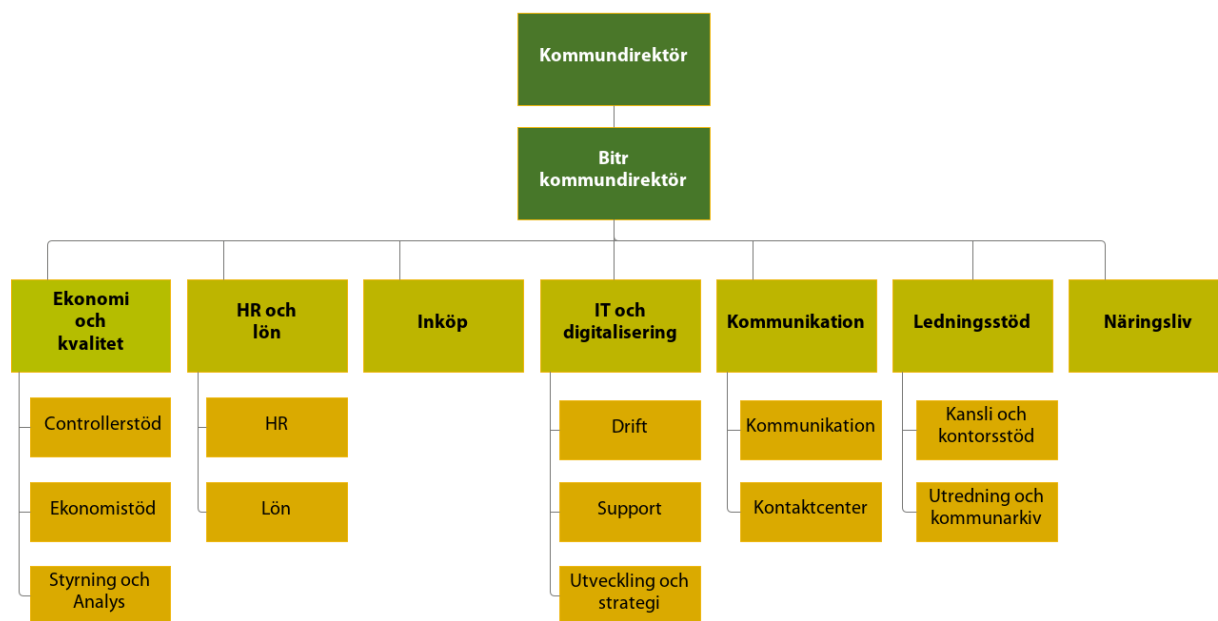 Kommundirektör
Bitr
kommundirektör
Ekonomi
och
kvalitet
HR och
lön
Inköp
IT och
digitalisering
Kommunikation
Ledningsstöd
Näringsliv
Controllerstöd
HR
Drift
Kommunikation
Kansli och
kontorsstöd
Ekonomistöd
Lön
Support
Kontaktcenter
Utredning och
kommunarkiv
Styrning och
Analys
Utveckling och
strategi